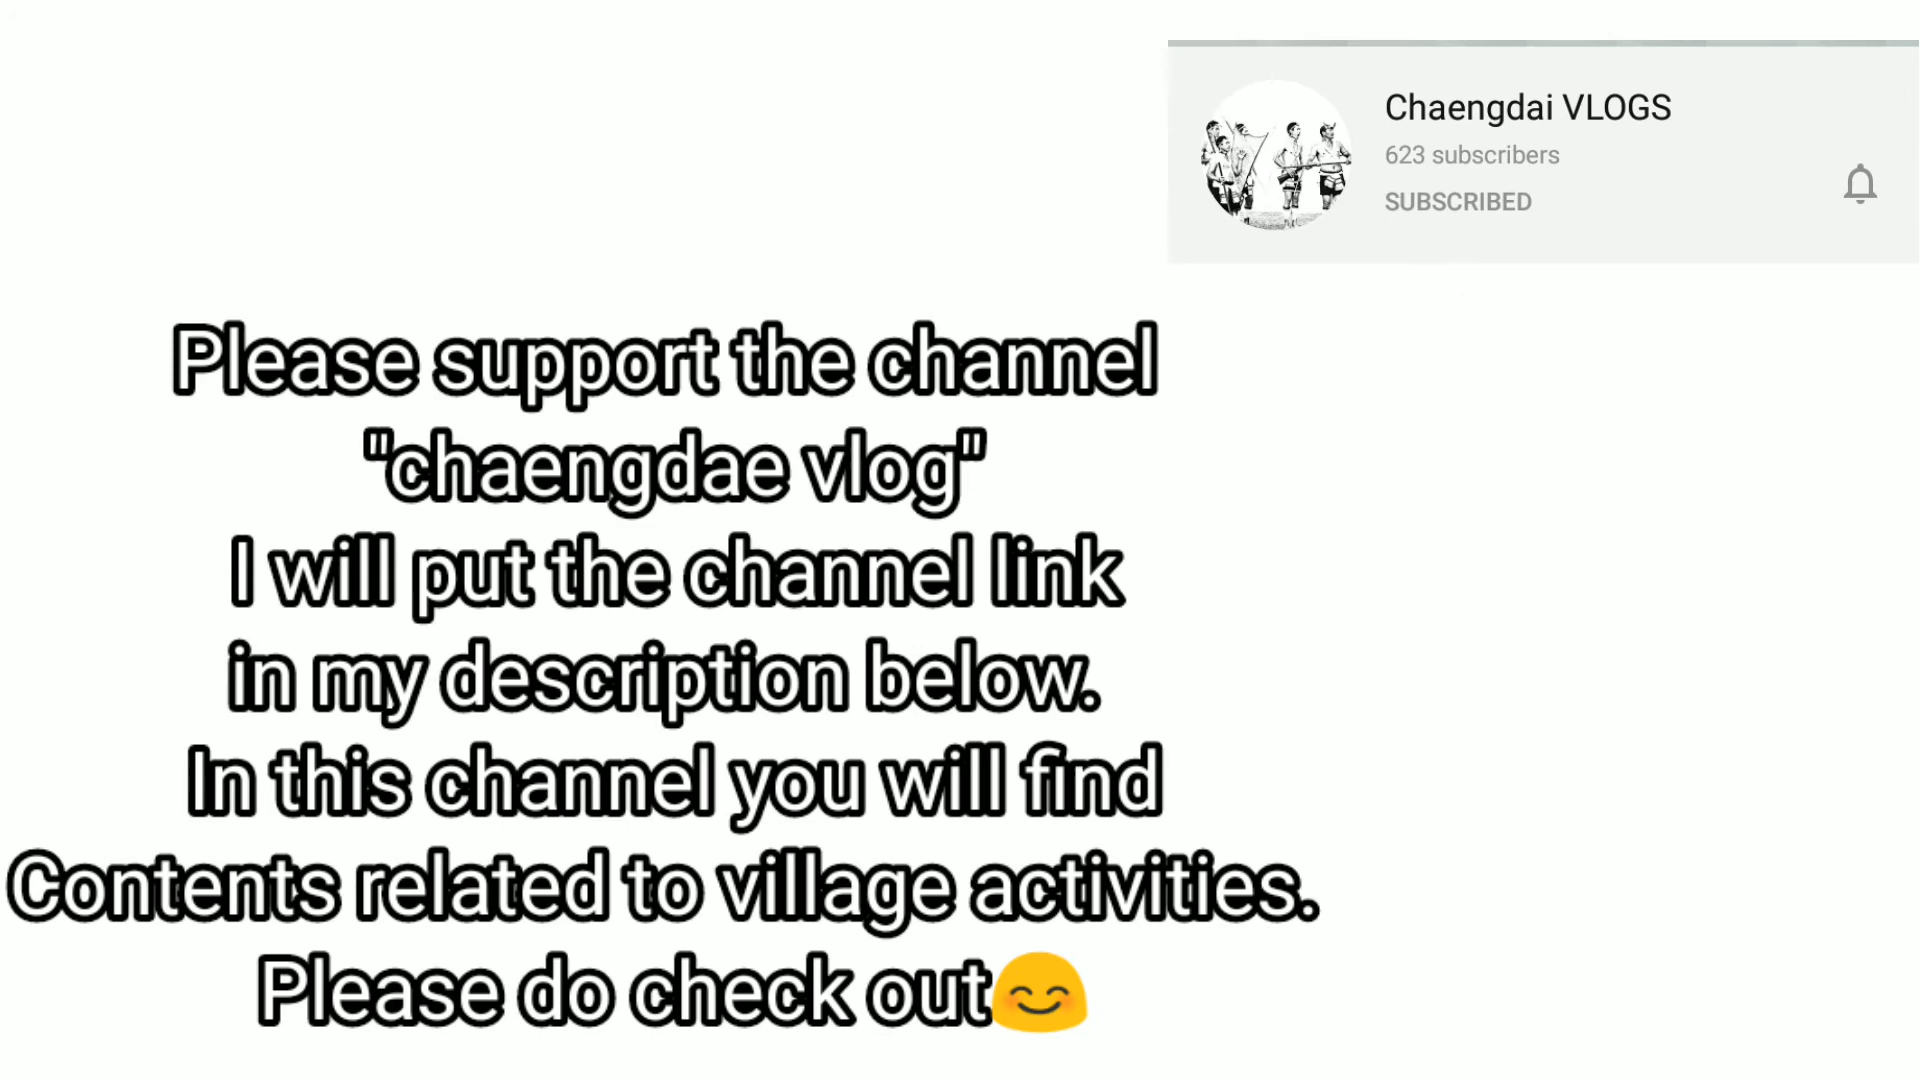 Chaengdai VLOGS
623 subscribers
SUBSCRIBED
Please support the channel
"chaengdae vlog"
I will put the channel link
in my description below.
In this channel you will find
Contents related to village activities.
Please do check out😊